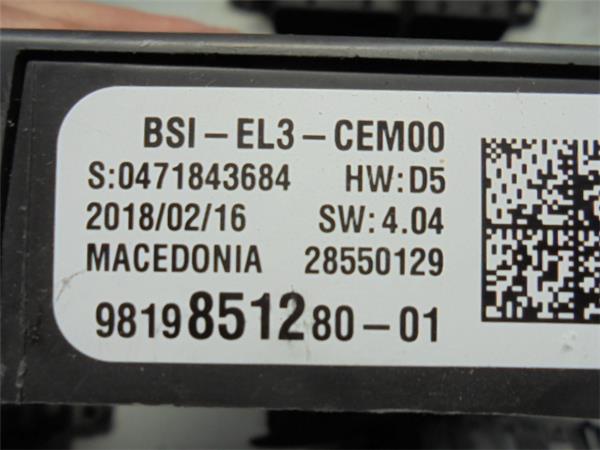 BSI-EL3-CEM00
S:0471843684 HW:D5
2018/02/16 SW:4.04
MACEDONIA 28550129
9819851280-01